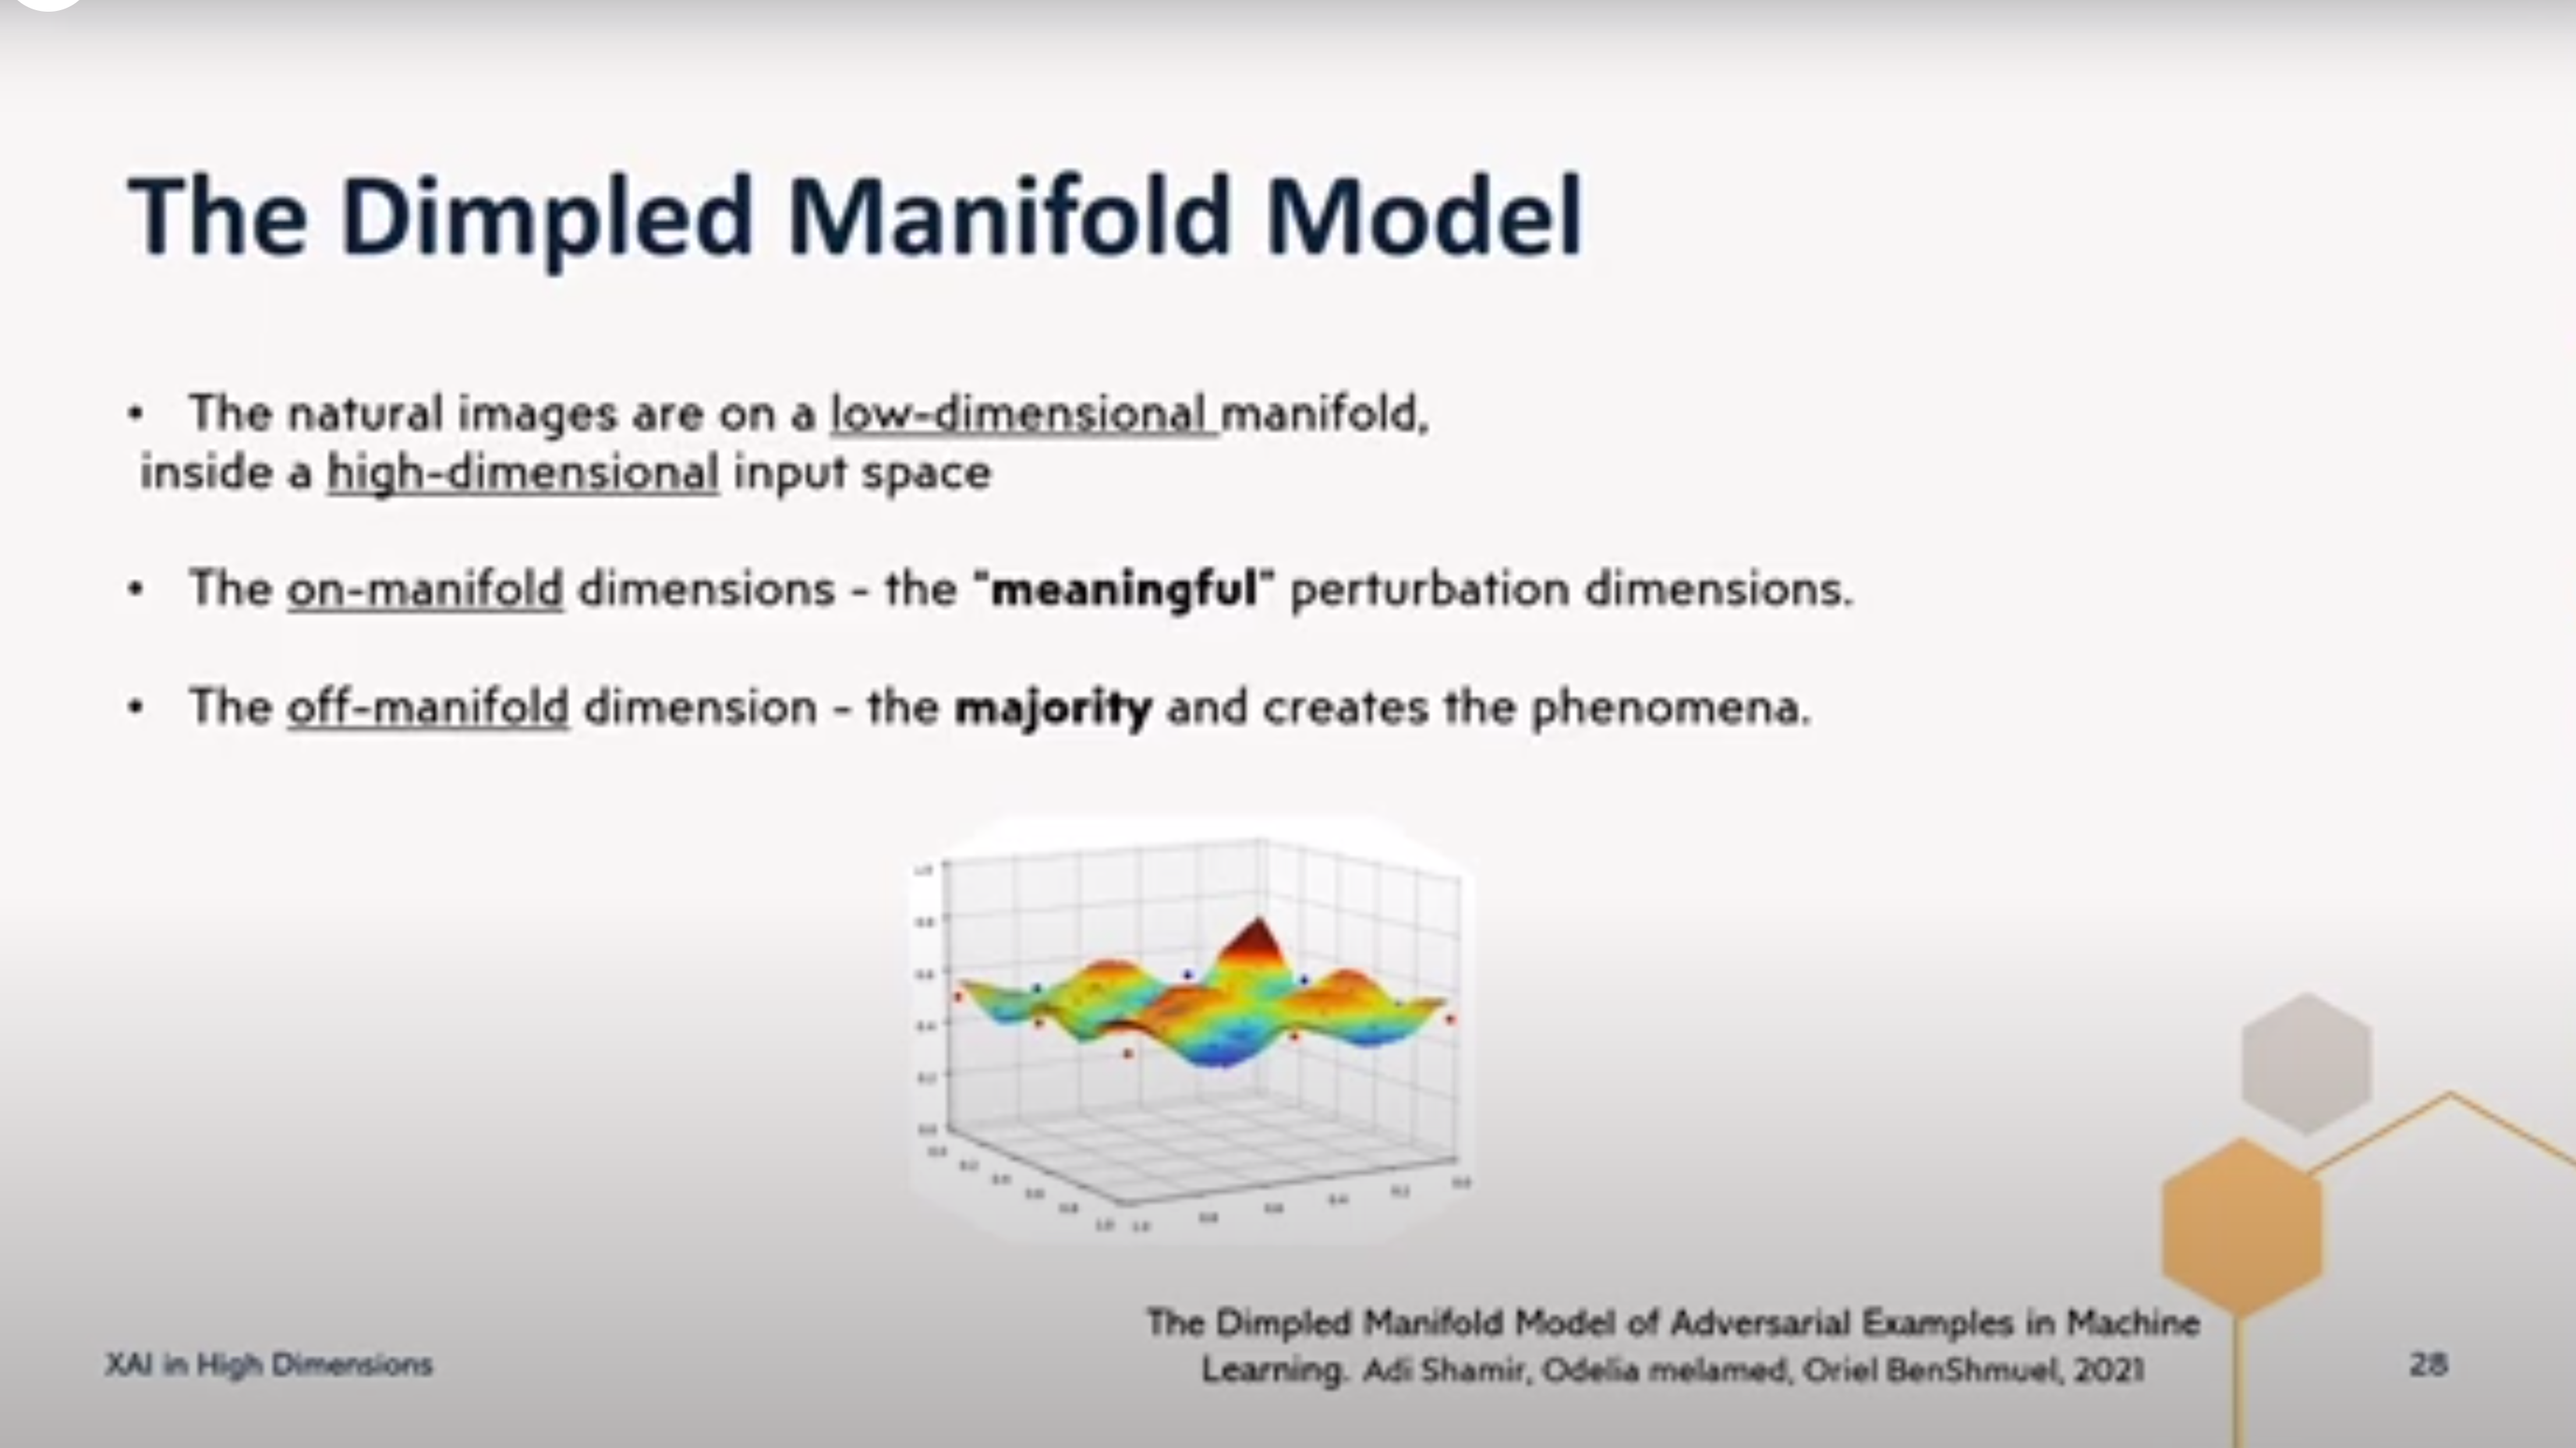 The Dimpled Manifold Model
• The natural images are on a low-dimensional manifold,
inside a high-dimensional input space
• The on-manifold dimensions - the "meaningful" perturbation dimensions.
• The off-manifold dimension - the majority and creates the phenomena.
The Dimpled Manifold Model of Adversarial Examples in Machine
Learning. Adi Shamir, Odelia melamed, Oriel BenShmuel, 2021
XAI in High Dimensions
28